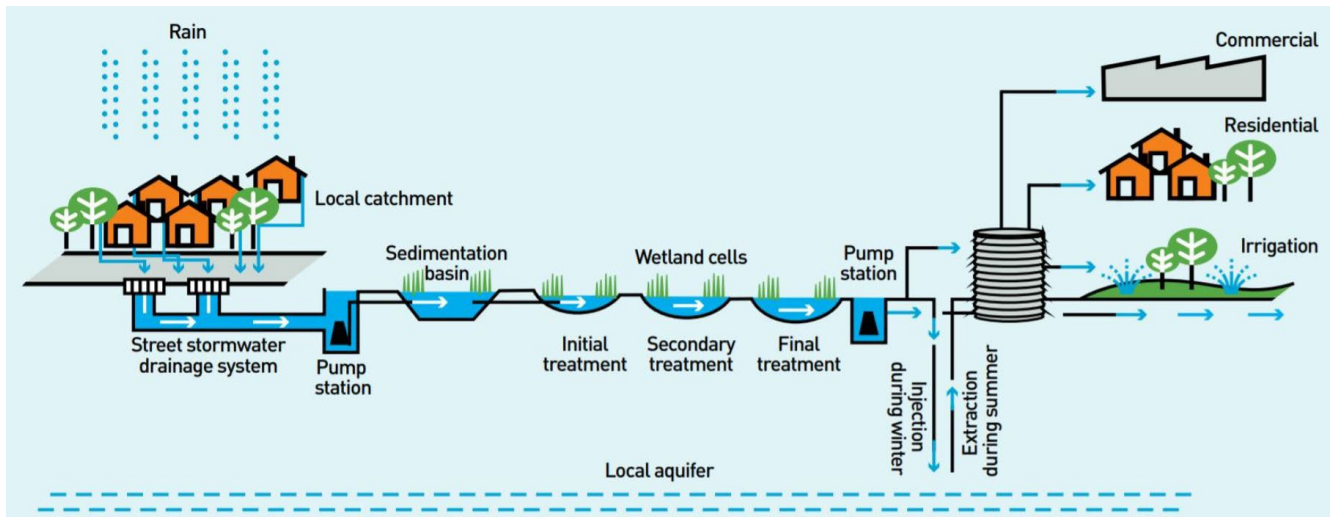 Rain
Local catchment
Street stormwater
drainage system
Pump
station
Sedimentation
basin
Wetland cells
Initial
treatment
Secondary
treatment
Final
treatment
Pump
station
Injection
during winter
Extraction
during summer
Commercial
Residential
Irrigation
Local aquifer